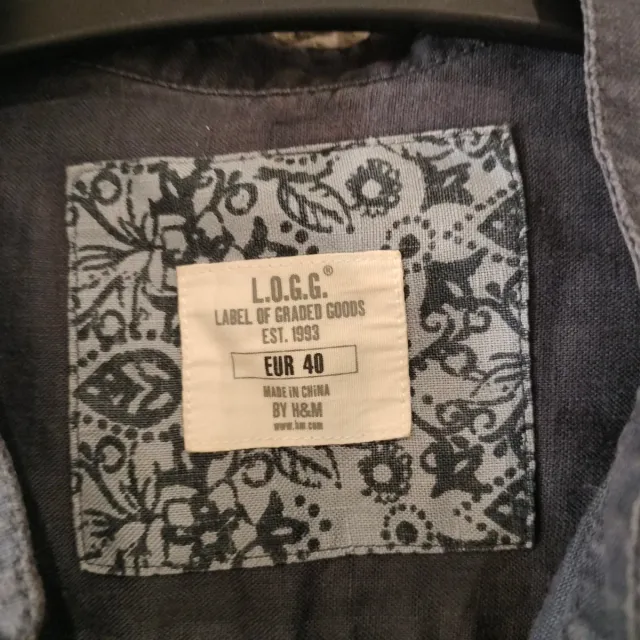 L.O.G.G.®
LABEL OF GRADED GOODS
EST. 1993
EUR 40
MADE IN CHINA
BY H&M
www.hm.com